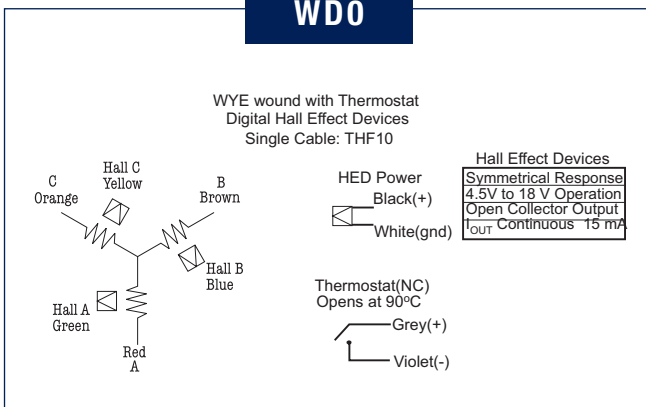 WD0
WYE wound with Thermostat
Digital Hall Effect Devices
Single Cable: THF10
C
Orange
Hall C
Yellow
B
Brown
Hall B
Blue
Hall A
Green
Red
A
HED Power
Black(+)
White(gnd)
Hall Effect Devices
Symmetrical Response
4.5V to 18 V Operation
Open Collector Output
IOUT Continuous 15 mA
Thermostat(NC)
Opens at 90ºC
Grey(+)
Violet(-)